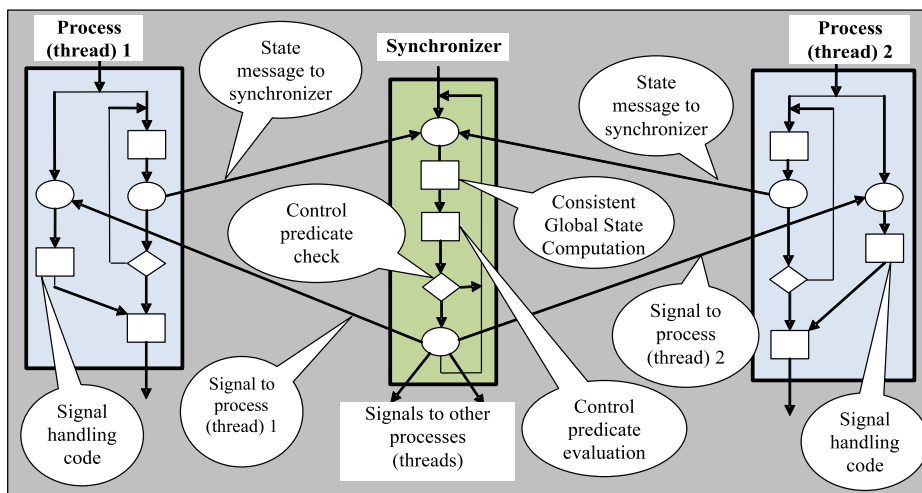 Process
(thread) 1
State
message to
synchronizer
Synchronizer
State
message to
synchronizer
Process
(thread) 2
Control
predicate
check
Consistent
Global State
Computation
Signal
handling
code
Signal to
process
(thread) 1
Signals to other
processes
(threads)
Control
predicate
evaluation
Signal to
process
(thread) 2
Signal
handling
code